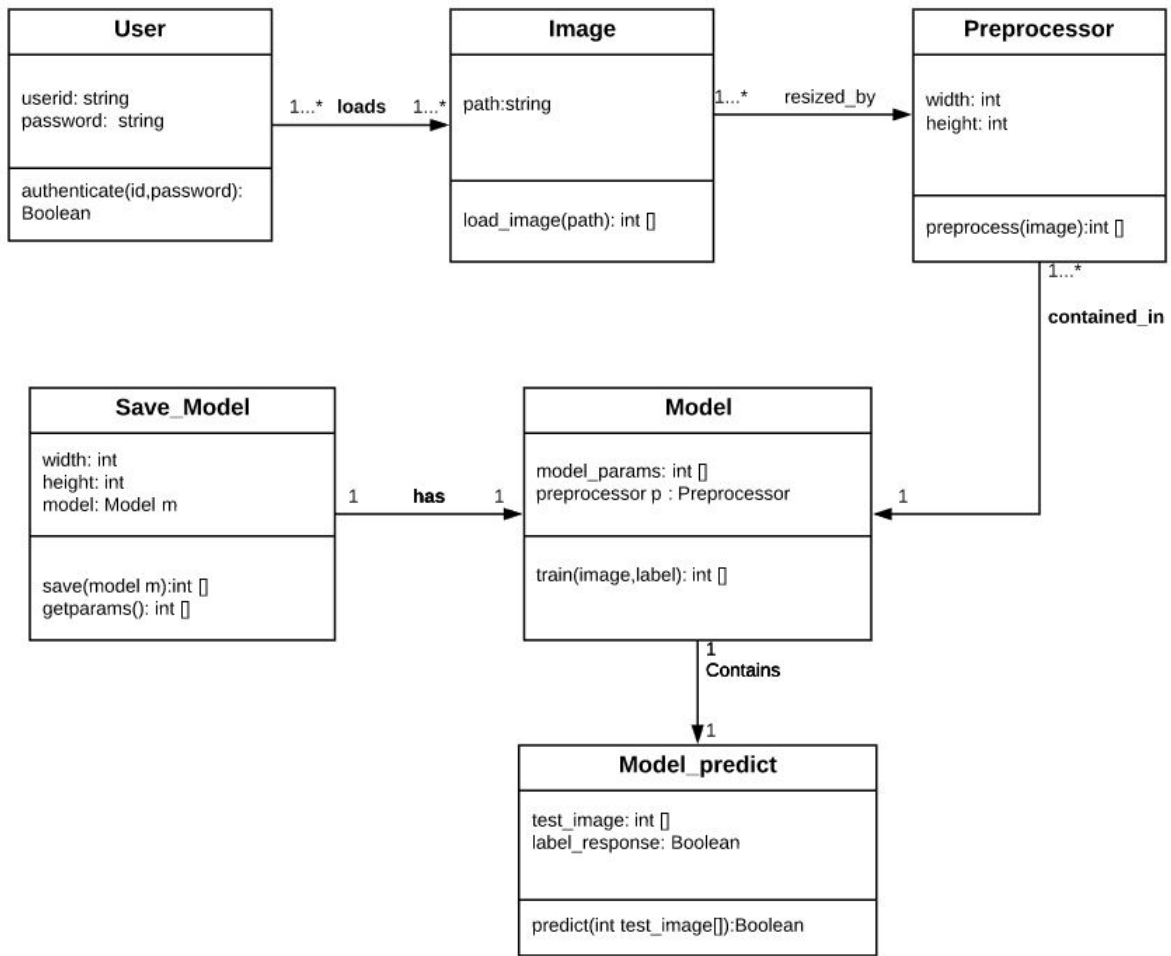 User
userid: string
password:  string
authenticate(id,password):
Boolean
1...*  loads  1...*
Image
path:string
load_image(path): int []
1...*  resized_by
Preprocessor
width: int
height: int
preprocess(image):int []
1...*
contained_in
Save_Model
width: int
height: int
model: Model m
save(model m):int []
getparams(): int []
1  has  1
Model
model_params: int []
preprocessor p : Preprocessor
train(image,label): int []
1
1
Contains
1
Model_predict
test_image: int []
label_response: Boolean
predict(int test_image[]):Boolean